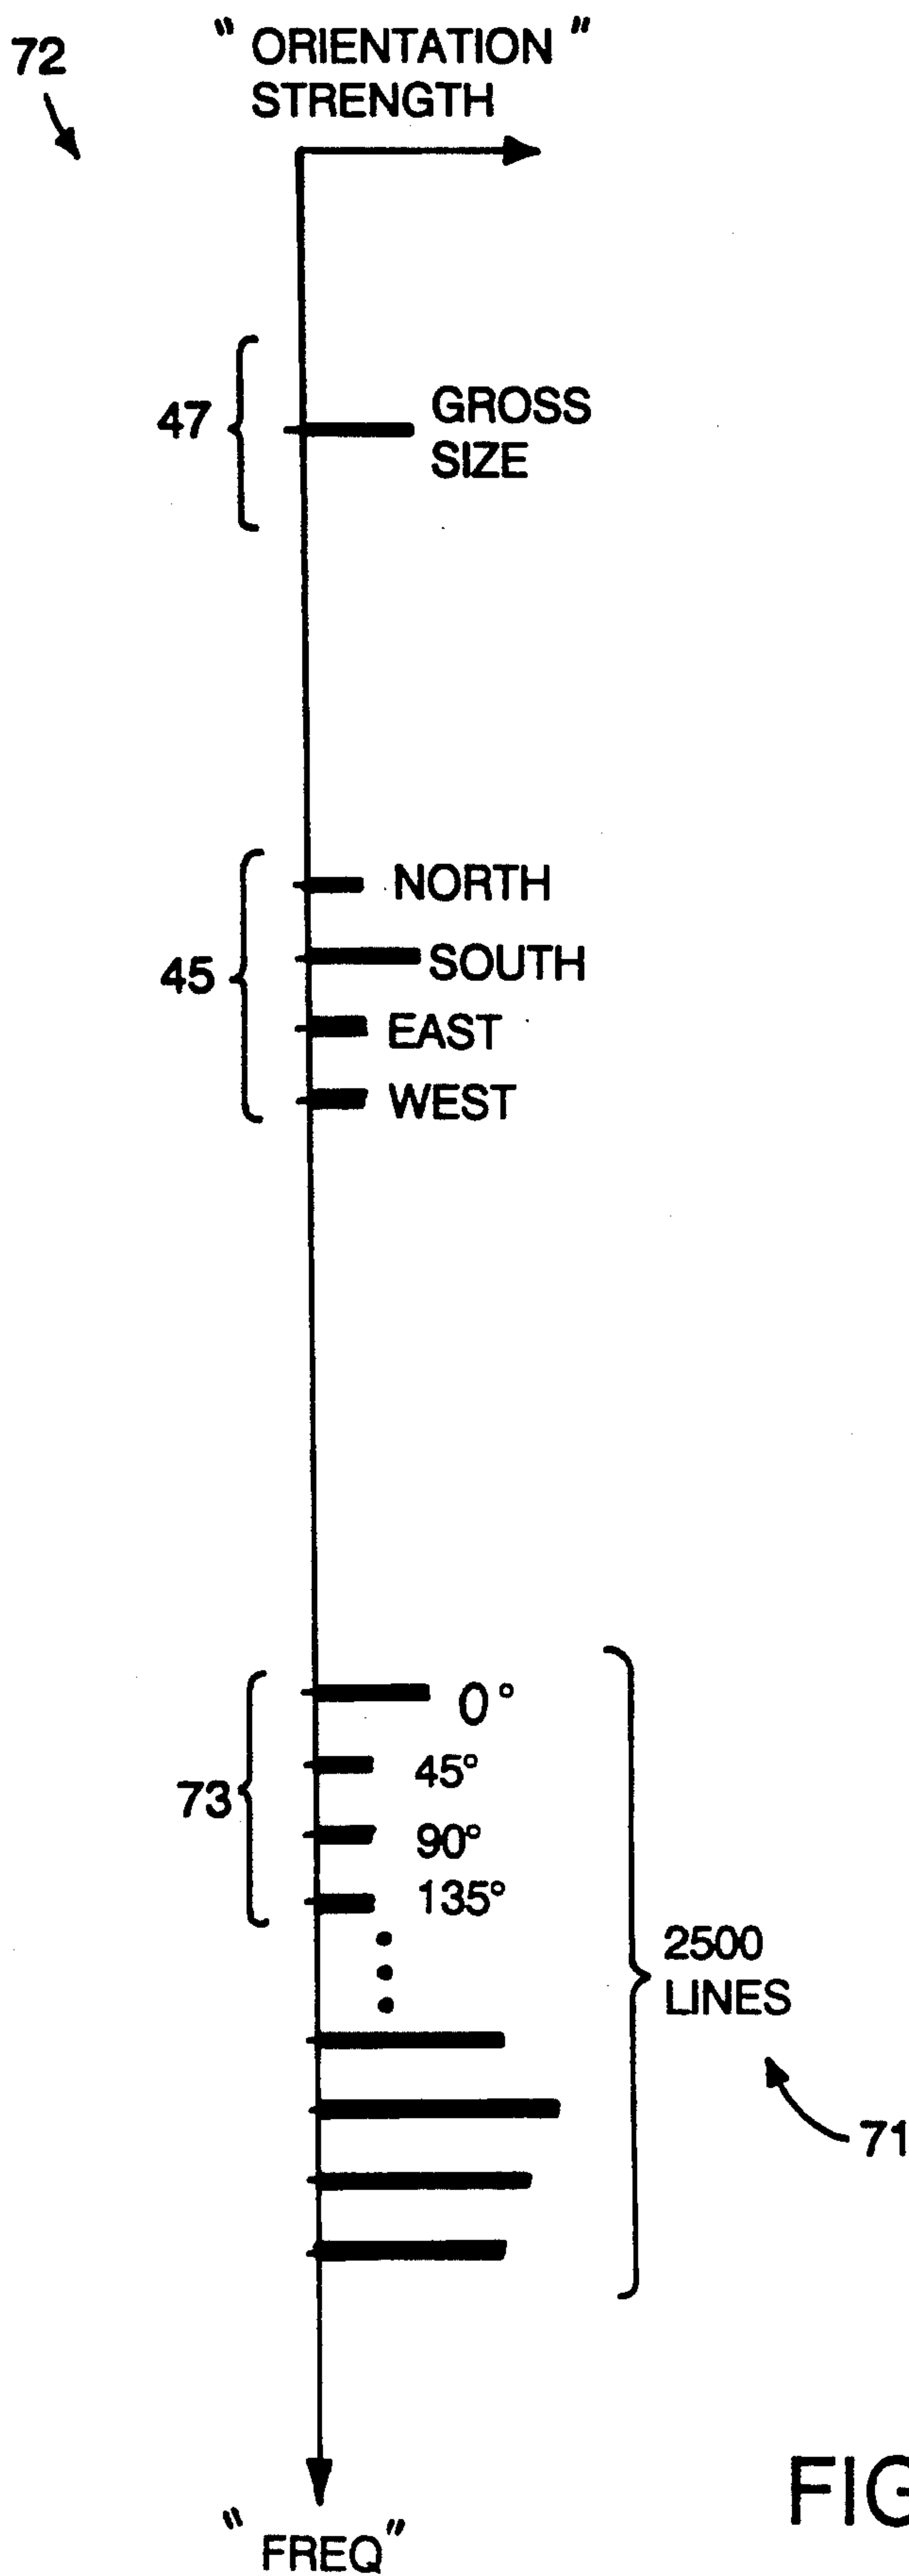 72
" ORIENTATION "
STRENGTH
47
GROSS
SIZE
45
NORTH
SOUTH
EAST
WEST
73
0°
45°
90°
135°
2500
LINES
71
FIG
" FREQ "